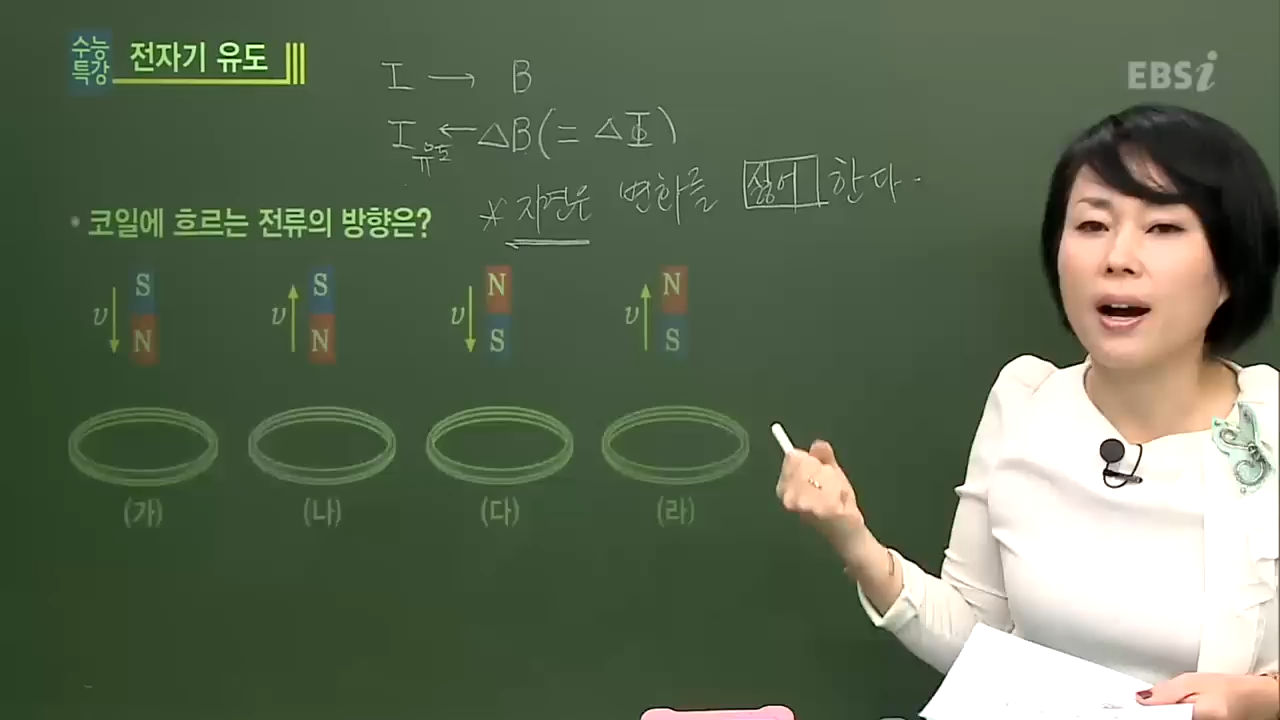 수능
특강
전자기 유도
EBSi
I → B
I유도 ← ΔB(= ΔΦ)
* 자연은 변화를 싫어 한다.
• 코일에 흐르는 전류의 방향은?
S S N N
υ υ υ υ
N N S S
(가) (나) (다) (라)